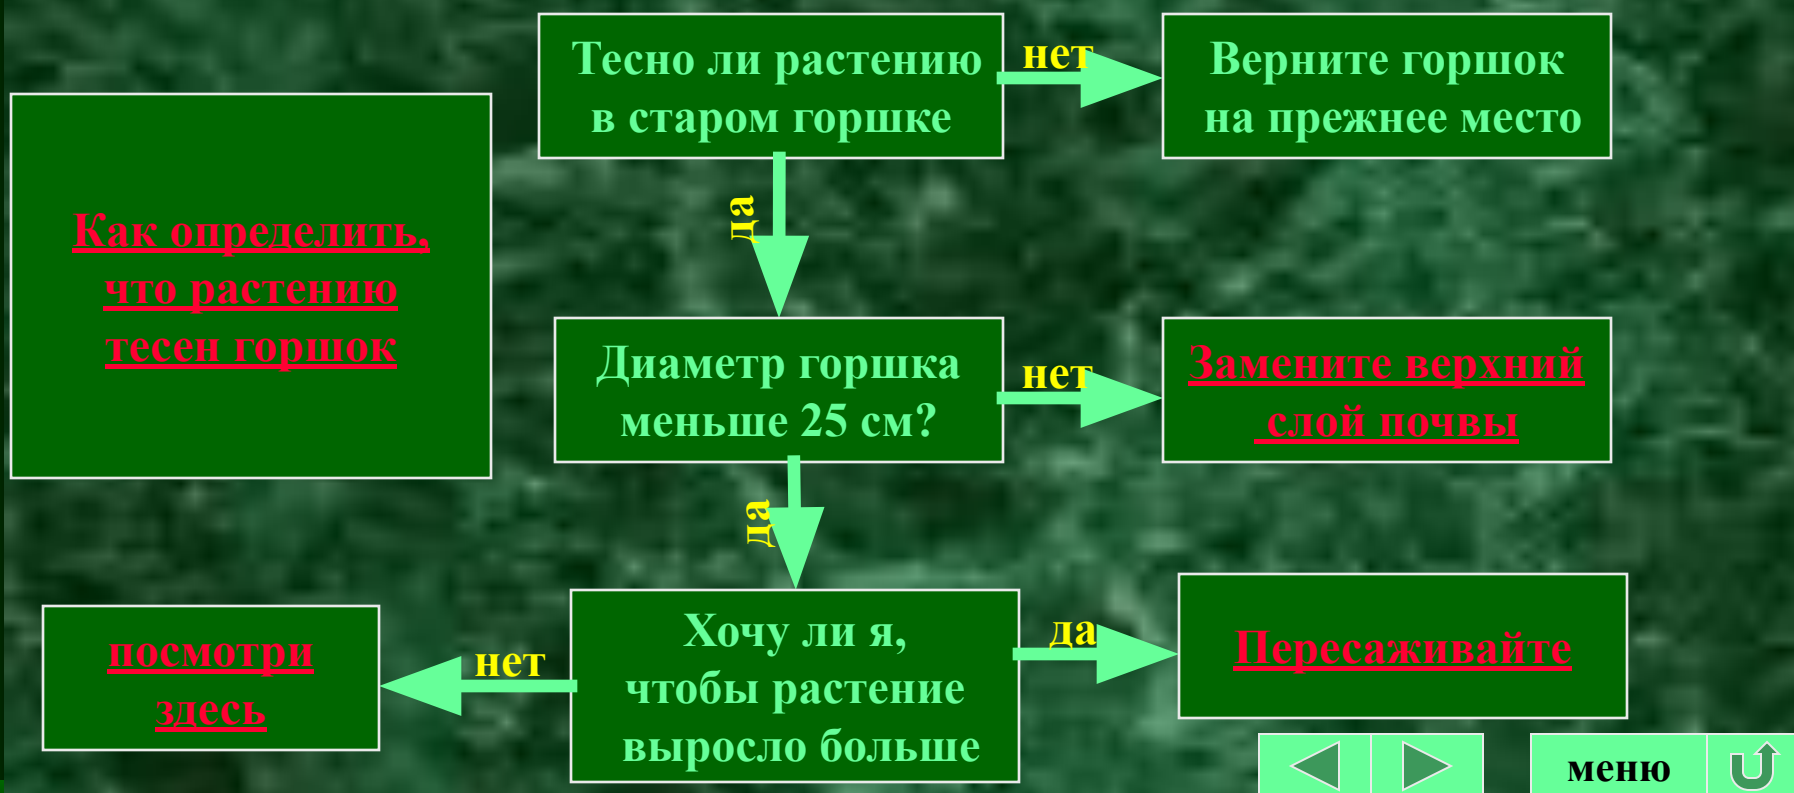 Тесно ли растению
в старом горшке
нет
Верните горшок
на прежнее место
Как определить,
что растению
тесен горшок
да
Диаметр горшка
меньше 25 см?
нет
Замените верхний
слой почвы
да
посмотри
здесь
нет
Хочу ли я,
чтобы растение
выросло больше
да
Пересаживайте
меню